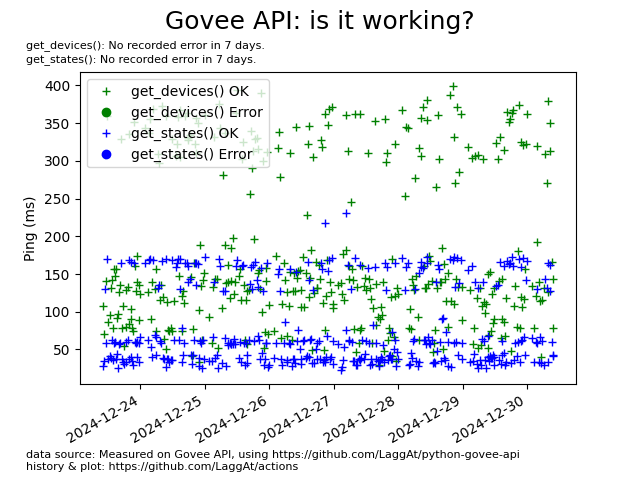 Govee API: is it working?
get_devices(): No recorded error in 7 days.
get_states(): No recorded error in 7 days.
get_devices() OK
get_devices() Error
get_states() OK
get_states() Error
Ping (ms)
400
350
300
250
200
150
100
50
2024-12-24
2024-12-25
2024-12-26
2024-12-27
2024-12-28
2024-12-29
2024-12-30
data source: Measured on Govee API, using https://github.com/LaggAt/python-govee-api
history & plot: https://github.com/LaggAt/actions